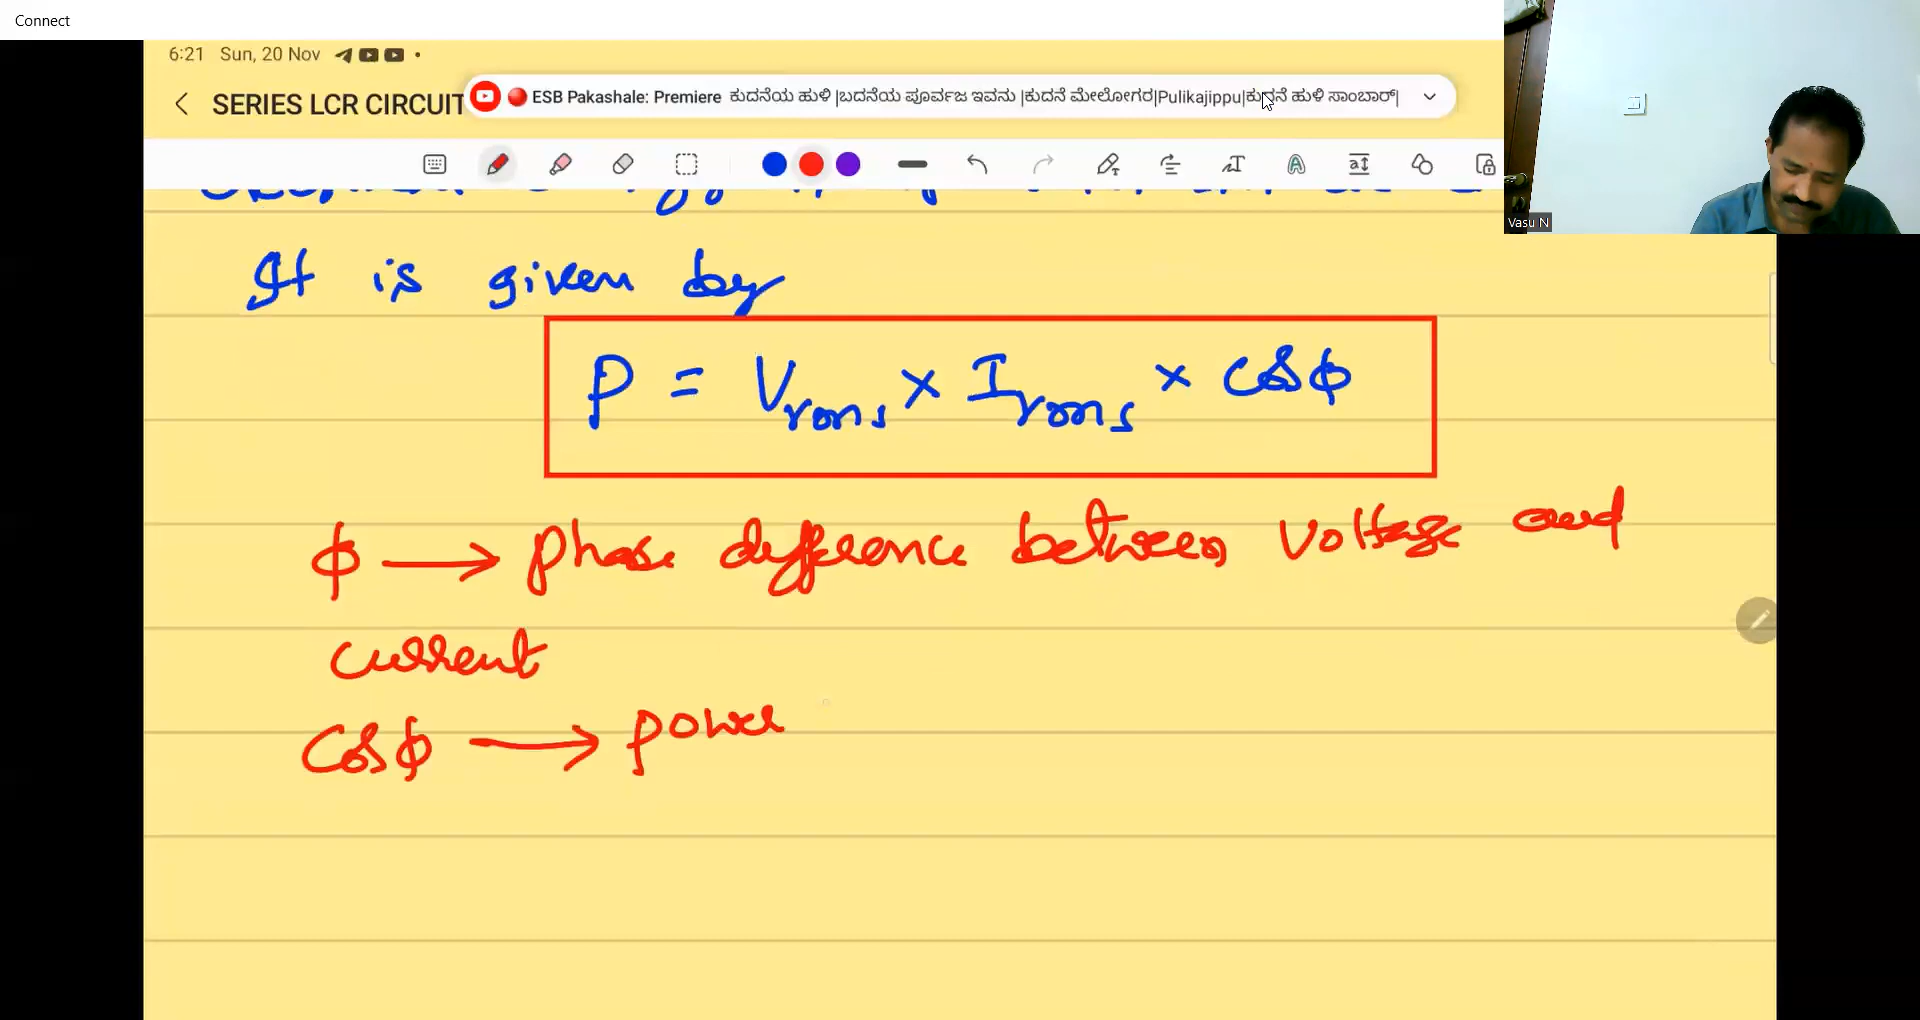 Connect
6:21 Sun, 20 Nov
SERIES LCR CIRCUIT
ESB Pakashale: Premiere ಕುದನೆಯ ಹುಳಿ |ಬದನೆಯ ಪೂರ್ವಜ ಇವನು |ಕುದನೆ ಮೇಲೋಗರ|Pulikajippu|ಕುದನೆ ಹುಳಿ ಸಾಂಬಾರ್|
Vasu N
It is given by
P = Vrms × Irms × cosϕ
ϕ → phase difference between voltage and
current
cosϕ → power